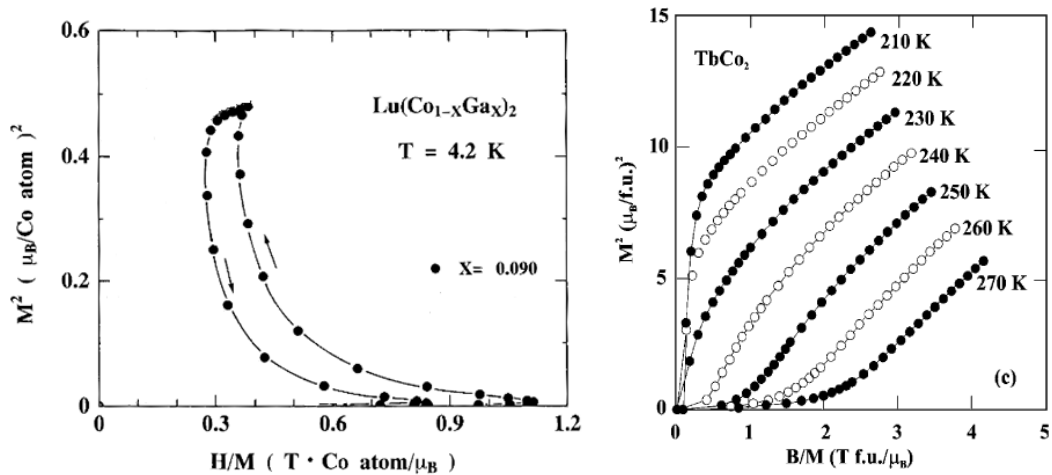 0.6
0.4
0.2
0
0
0.3
0.6
0.9
1.2
M² ( μB/Co atom )²
H/M ( T · Co atom/μB )
Lu(Co1-XGaX)2
T = 4.2 K
X= 0.090
15
10
5
0
0
1
2
3
4
5
M² (μB/f.u.)²
B/M (T f.u./μB)
TbCo2
210 K
220 K
230 K
240 K
250 K
260 K
270 K
(c)